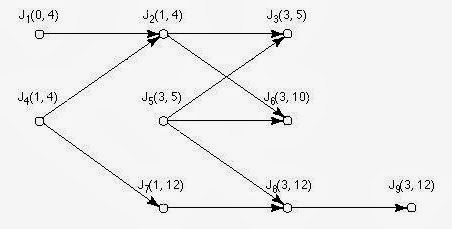 J1(0, 4) J2(1, 4) J3(3, 5)
J4(1, 4) J5(3, 5) J6(3, 10)
J7(1, 12) J8(3, 12) J9(3, 12)